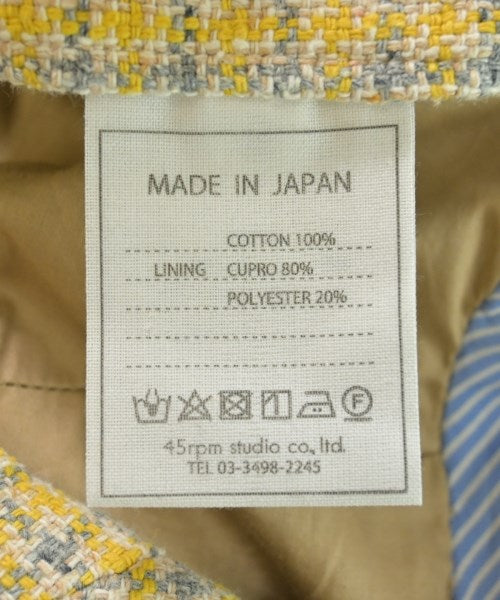 MADE IN JAPAN
COTTON 100%
LINING CUPRO 80%
POLYESTER 20%
45rpm studio co., ltd.
TEL 03-3498-2245